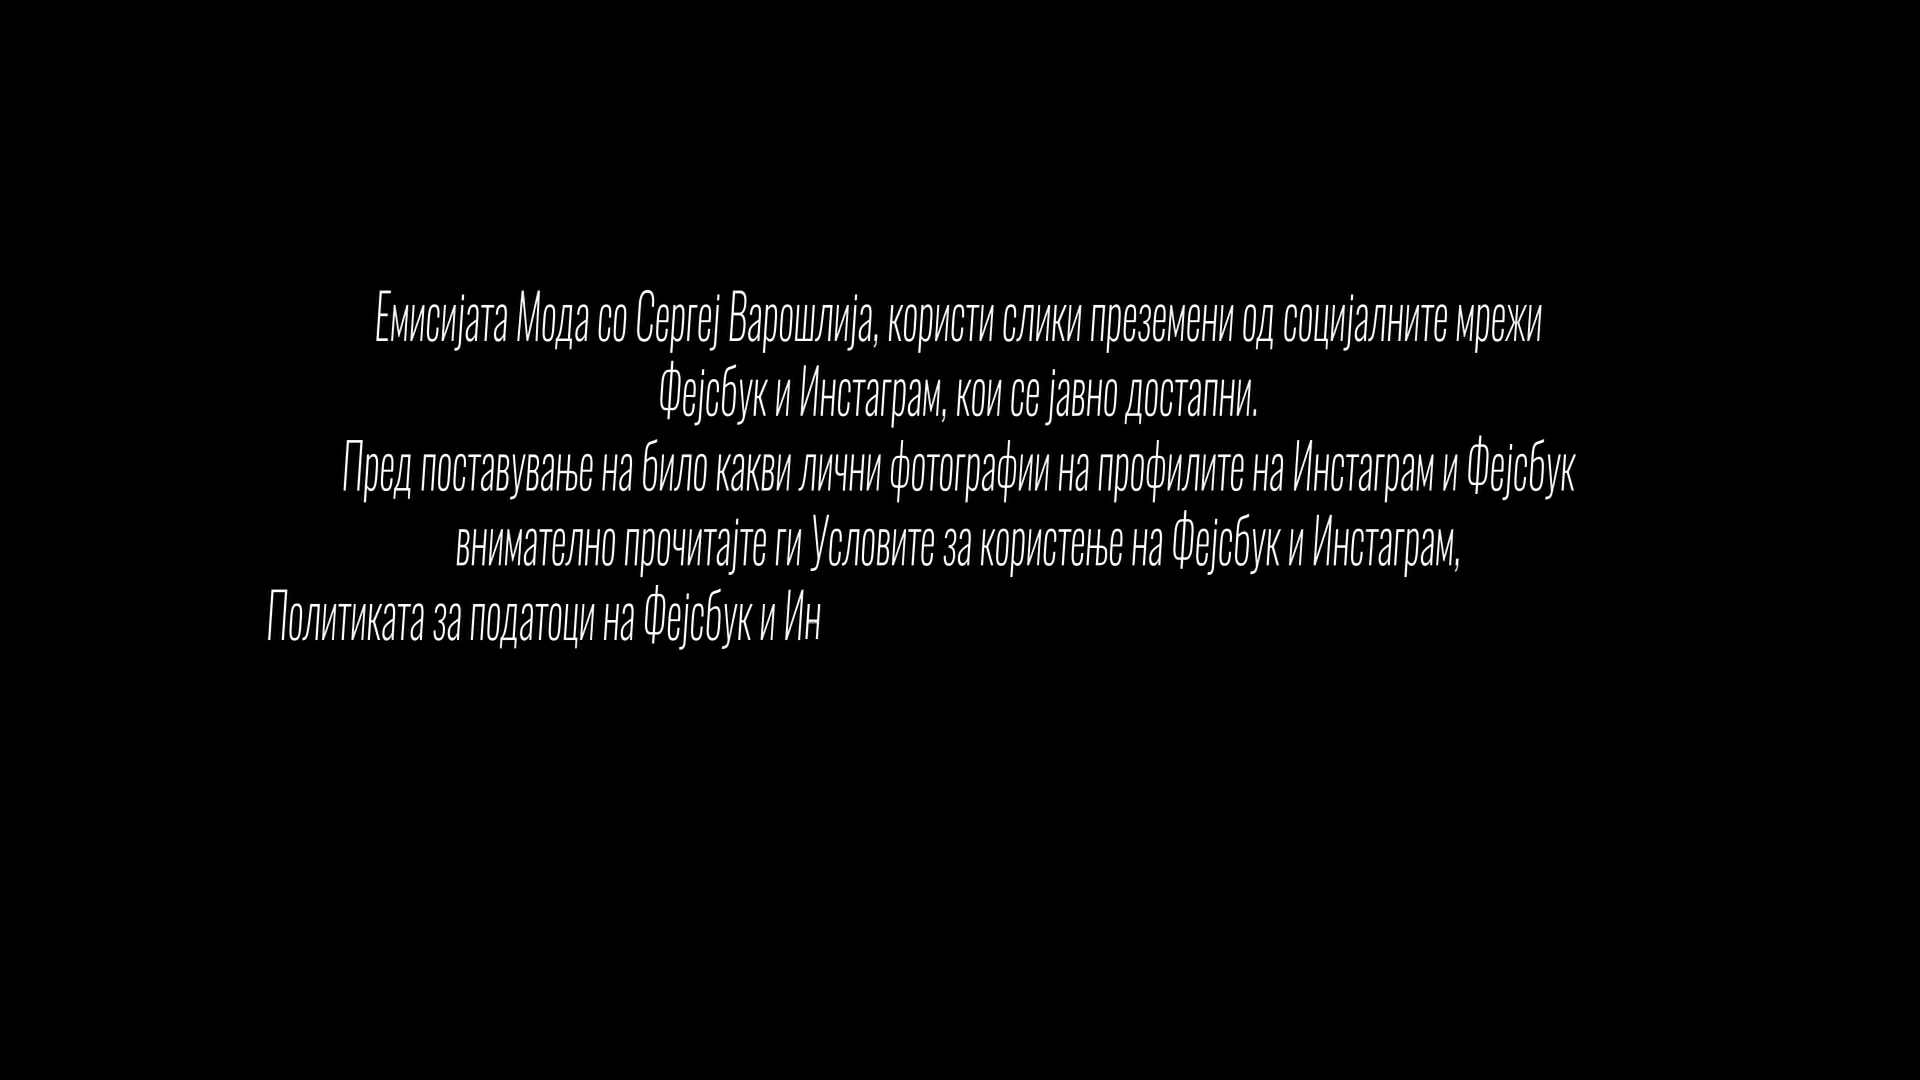 Емисијата Мода со Сергеј Варошлија, користи слики преземени од социјалните мрежи
Фејсбук и Инстаграм, кои се јавно достапни.
Пред поставување на било какви лични фотографии на профилите на Инстаграм и Фејсбук
внимателно прочитајте ги Условите за користење на Фејсбук и Инстаграм,
Политиката за податоци на Фејсбук и Ин